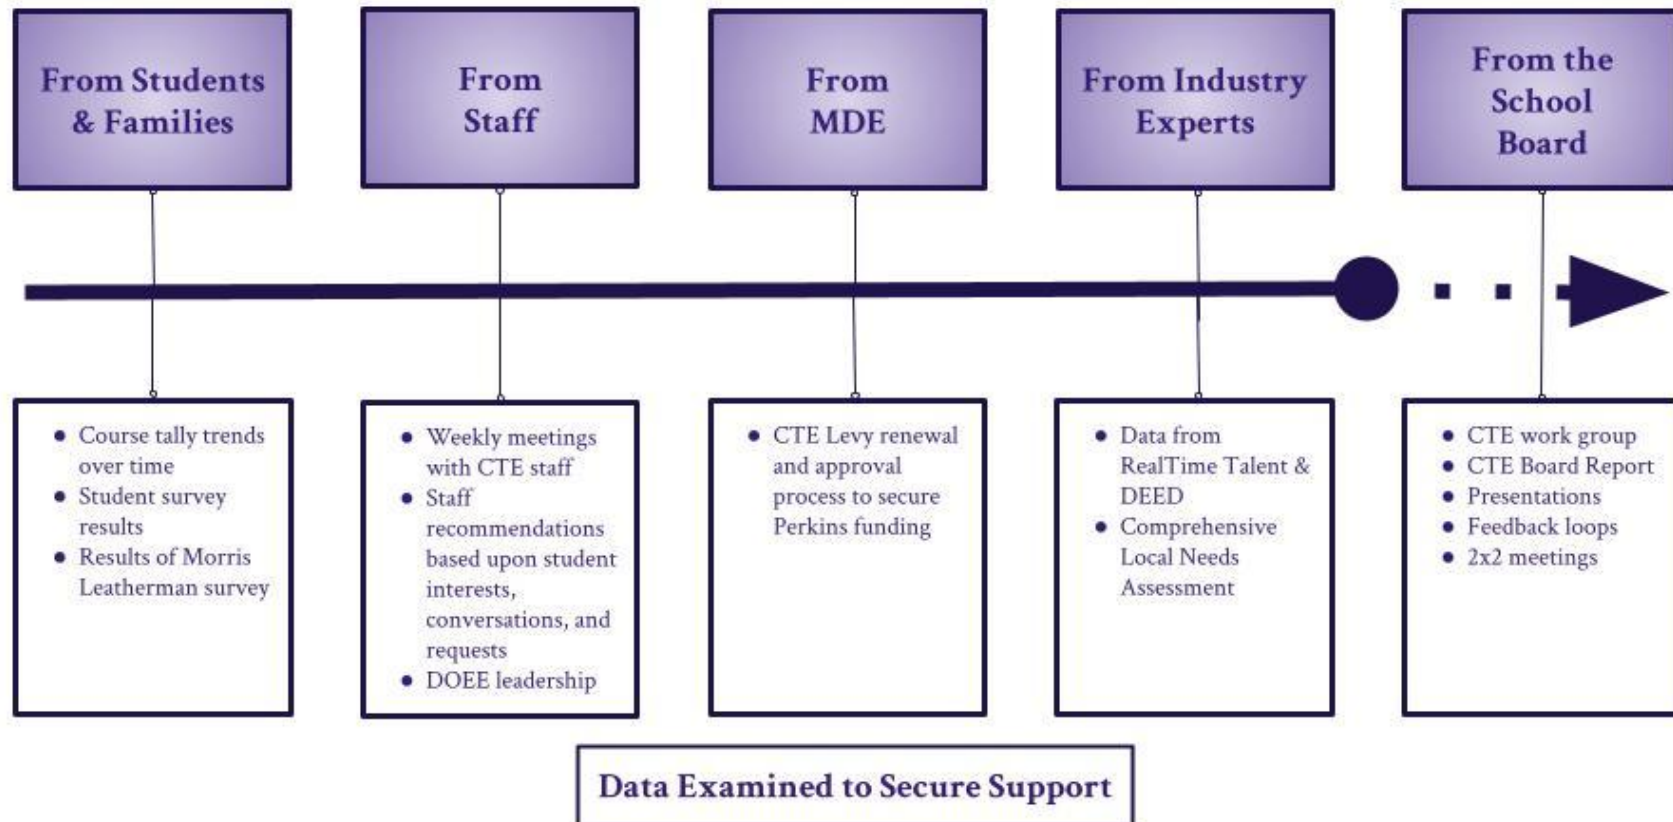 From Students
& Families
From
Staff
From
MDE
From Industry
Experts
From the
School
Board
● Course tally trends
over time
● Student survey
results
● Results of Morris
Leatherman survey
● Weekly meetings
with CTE staff
● Staff
recommendations
based upon student
interests,
conversations, and
requests
● DOEE leadership
● CTE Levy renewal
and approval
process to secure
Perkins funding
● Data from
RealTime Talent &
DEED
● Comprehensive
Local Needs
Assessment
● CTE work group
● CTE Board Report
● Presentations
● Feedback loops
● 2x2 meetings
Data Examined to Secure Support